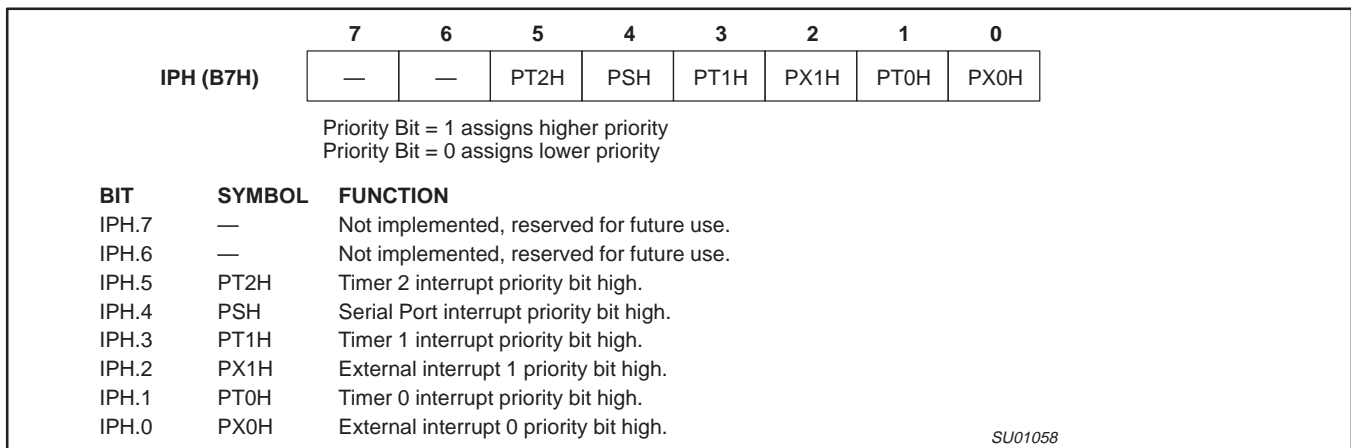 7 6 5 4 3 2 1 0
IPH (B7H) — — PT2H PSH PT1H PX1H PT0H PX0H
Priority Bit = 1 assigns higher priority
Priority Bit = 0 assigns lower priority
BIT SYMBOL FUNCTION
IPH.7 — Not implemented, reserved for future use.
IPH.6 — Not implemented, reserved for future use.
IPH.5 PT2H Timer 2 interrupt priority bit high.
IPH.4 PSH Serial Port interrupt priority bit high.
IPH.3 PT1H Timer 1 interrupt priority bit high.
IPH.2 PX1H External interrupt 1 priority bit high.
IPH.1 PT0H Timer 0 interrupt priority bit high.
IPH.0 PX0H External interrupt 0 priority bit high.
SU01058